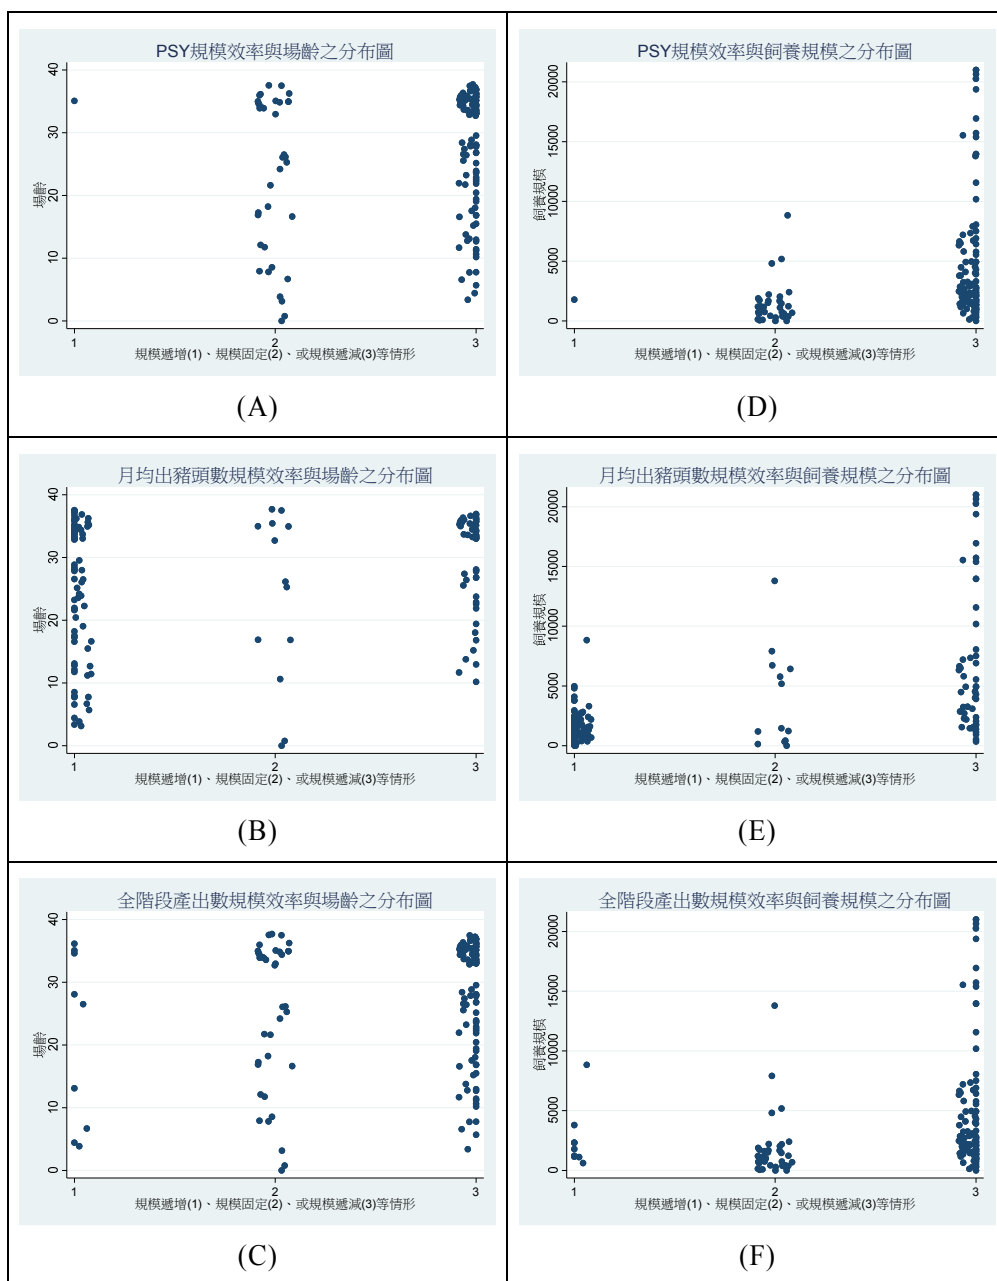 PSY規模效率與場齡之分布圖
40
30
20
10
0
場齡
1
2
3
規模遞增(1)、規模固定(2)、或規模遞減(3)等情形
(A)
PSY規模效率與飼養規模之分布圖
20000
15000
10000
5000
0
飼養規模
1
2
3
規模遞增(1)、規模固定(2)、或規模遞減(3)等情形
(D)
月均出豬頭數規模效率與場齡之分布圖
40
30
20
10
0
場齡
1
2
3
規模遞增(1)、規模固定(2)、或規模遞減(3)等情形
(B)
月均出豬頭數規模效率與飼養規模之分布圖
20000
15000
10000
5000
0
飼養規模
1
2
3
規模遞增(1)、規模固定(2)、或規模遞減(3)等情形
(E)
全階段產出數規模效率與場齡之分布圖
40
30
20
10
0
場齡
1
2
3
規模遞增(1)、規模固定(2)、或規模遞減(3)等情形
(C)
全階段產出數規模效率與飼養規模之分布圖
20000
15000
10000
5000
0
飼養規模
1
2
3
規模遞增(1)、規模固定(2)、或規模遞減(3)等情形
(F)